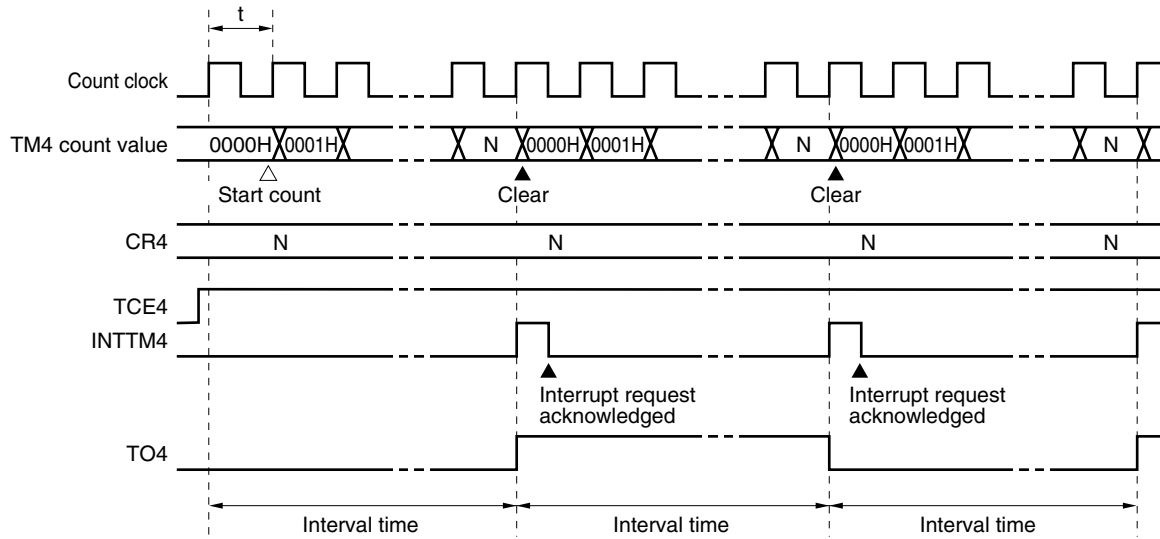 t
Count clock
TM4 count value
0000H 0001H N 0000H 0001H N 0000H 0001H N
Start count Clear Clear
CR4 N N N N
TCE4
INTTM4
Interrupt request
acknowledged
Interrupt request
acknowledged
TO4
Interval time Interval time Interval time